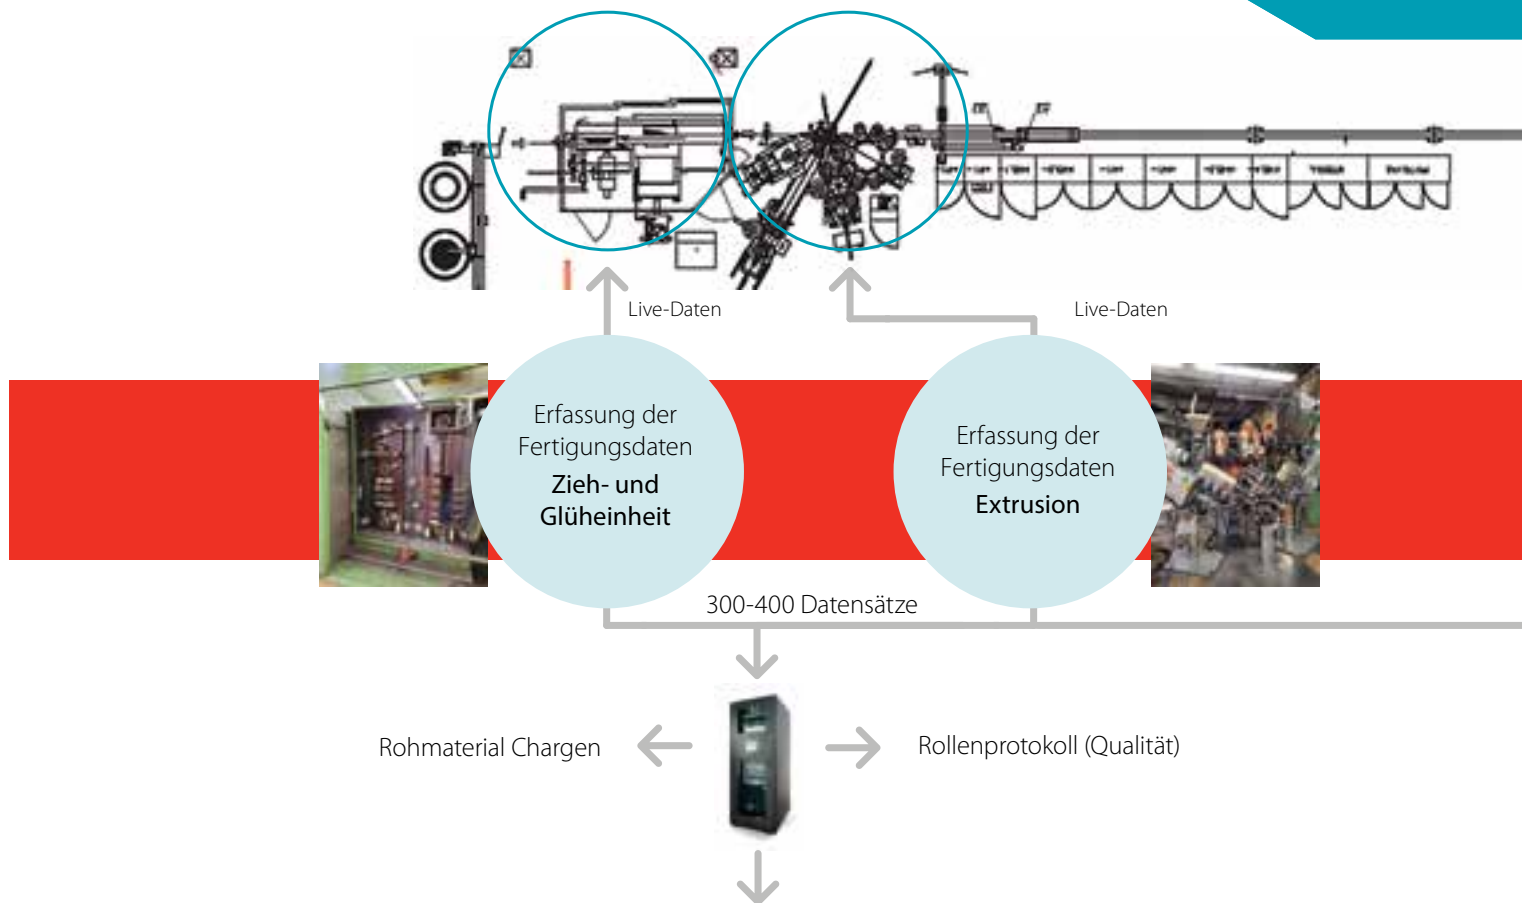 Live-Daten
Live-Daten
Erfassung der
Fertigungsdaten
Zieh- und
Glüheinheit
Erfassung der
Fertigungsdaten
Extrusion
300-400 Datensätze
Rohmaterial Chargen
Rollenprotokoll (Qualität)